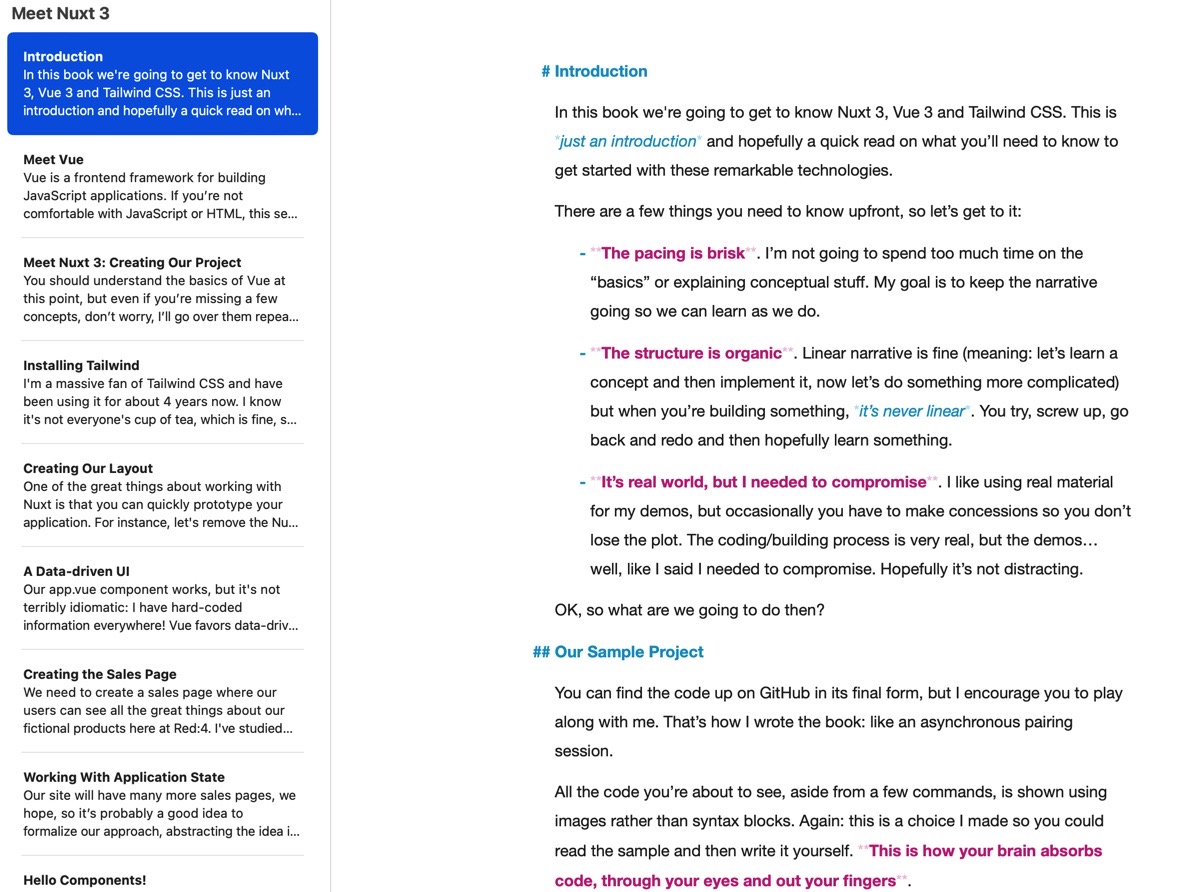 Meet Nuxt 3
Introduction
In this book we're going to get to know Nuxt
3, Vue 3 and Tailwind CSS. This is just an
introduction and hopefully a quick read on wh...
Meet Vue
Vue is a frontend framework for building
JavaScript applications. If you’re not
comfortable with JavaScript or HTML, this se...
Meet Nuxt 3: Creating Our Project
You should understand the basics of Vue at
this point, but even if you’re missing a few
concepts, don’t worry, I’ll go over them repea...
Installing Tailwind
I'm a massive fan of Tailwind CSS and have
been using it for about 4 years now. I know
it's not everyone's cup of tea, which is fine, s...
Creating Our Layout
One of the great things about working with
Nuxt is that you can quickly prototype your
application. For instance, let's remove the Nu...
A Data-driven UI
Our app.vue component works, but it's not
terribly idiomatic: I have hard-coded
information everywhere! Vue favors data-driv...
Creating the Sales Page
We need to create a sales page where our
users can see all the great things about our
fictional products here at Red:4. I've studied...
Working With Application State
Our site will have many more sales pages, we
hope, so it’s probably a good idea to
formalize our approach, abstracting the idea i...
Hello Components!
# Introduction
In this book we're going to get to know Nuxt 3, Vue 3 and Tailwind CSS. This is
*just an introduction* and hopefully a quick read on what you’ll need to know to
get started with these remarkable technologies.
There are a few things you need to know upfront, so let’s get to it:
- **The pacing is brisk**. I’m not going to spend too much time on the
“basics” or explaining conceptual stuff. My goal is to keep the narrative
going so we can learn as we do.
- **The structure is organic**. Linear narrative is fine (meaning: let’s learn a
concept and then implement it, now let’s do something more complicated)
but when you’re building something, *it’s never linear*. You try, screw up, go
back and redo and then hopefully learn something.
- **It’s real world, but I needed to compromise**. I like using real material
for my demos, but occasionally you have to make concessions so you don’t
lose the plot. The coding/building process is very real, but the demos…
well, like I said I needed to compromise. Hopefully it’s not distracting.
OK, so what are we going to do then?
## Our Sample Project
You can find the code up on GitHub in its final form, but I encourage you to play
along with me. That’s how I wrote the book: like an asynchronous pairing
session.
All the code you’re about to see, aside from a few commands, is shown using
images rather than syntax blocks. Again: this is a choice I made so you could
read the sample and then write it yourself. **This is how your brain absorbs
code, through your eyes and out your fingers**.